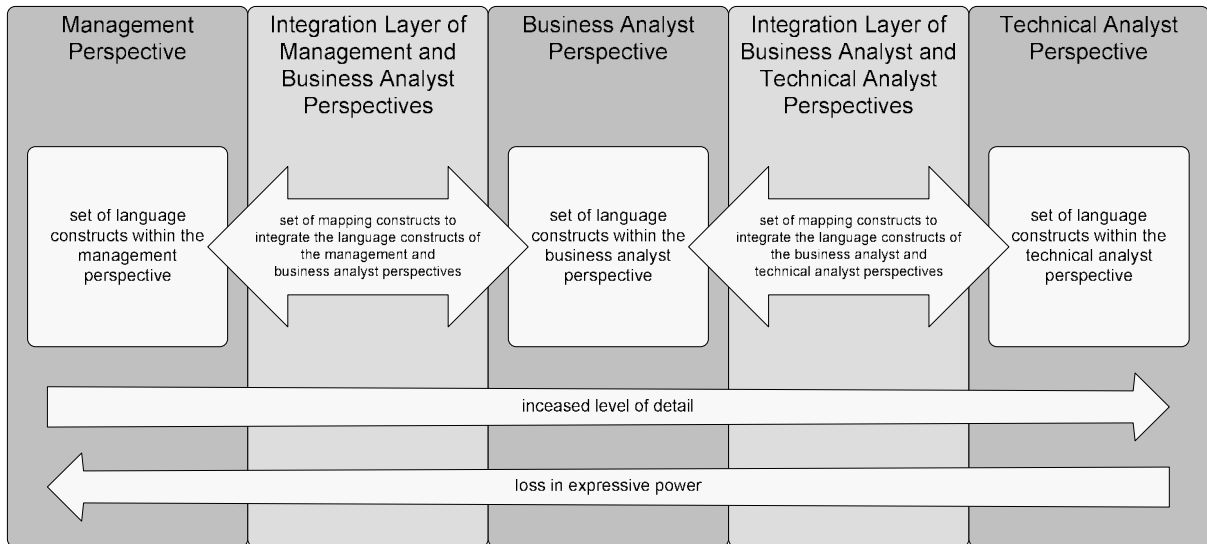 Management
Perspective
Integration Layer of
Management and
Business Analyst
Perspectives
Business Analyst
Perspective
Integration Layer of
Business Analyst and
Technical Analyst
Perspectives
Technical Analyst
Perspective
set of language
constructs within the
management
perspective
set of mapping constructs to
integrate the language constructs of
the management and
business analyst perspectives
set of language
constructs within the
business analyst
perspective
set of mapping constructs to
integrate the language constructs of
the business analyst and
technical analyst perspectives
set of language
constructs within the
technical analyst
perspective
inceased level of detail
loss in expressive power